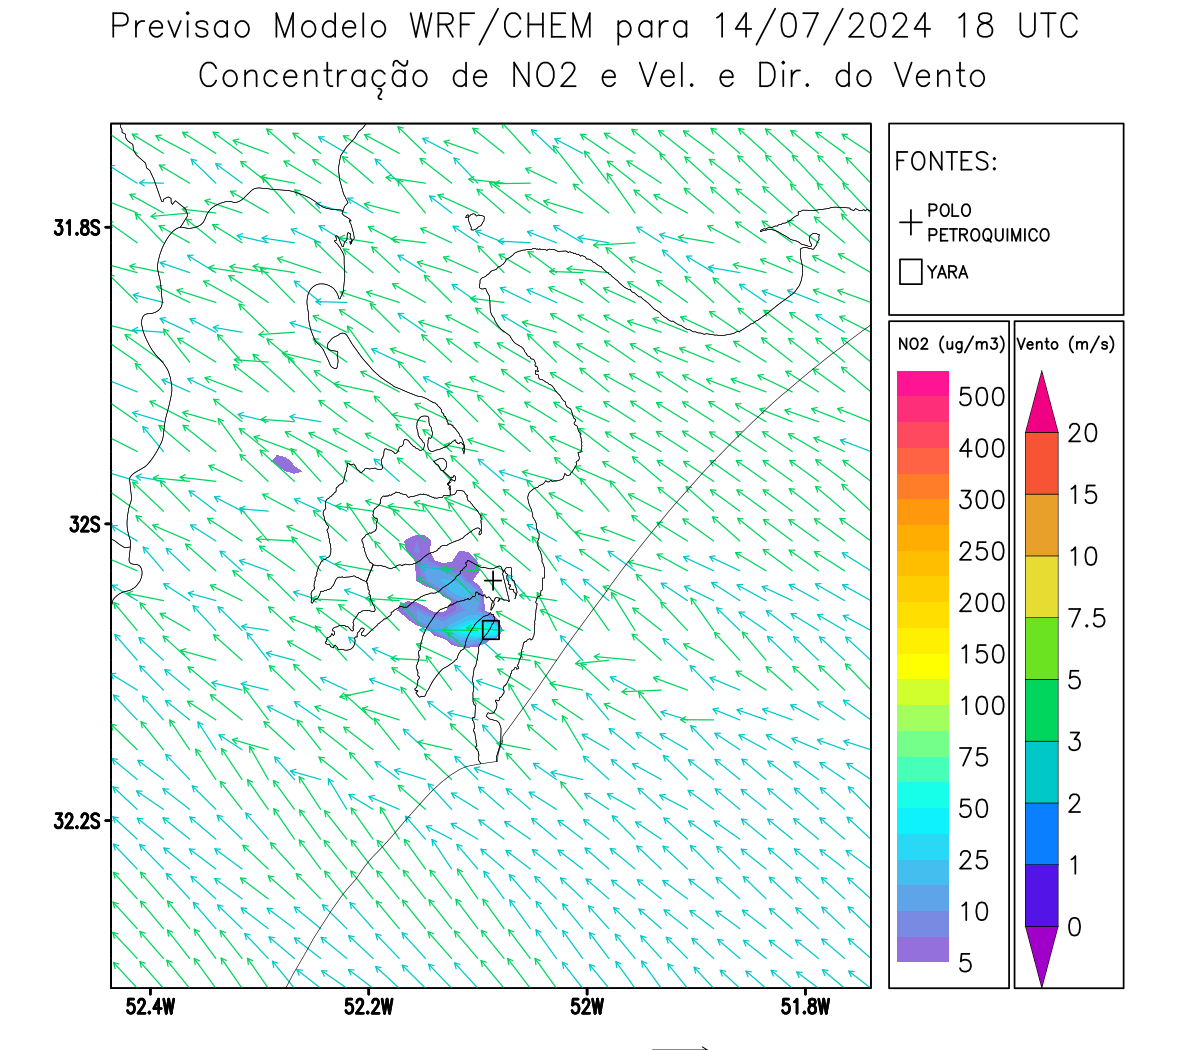 Previsao Modelo WRF/CHEM para 14/07/2024 18 UTC
Concentração de NO2 e Vel. e Dir. do Vento
FONTES:
POLO
PETROQUIMICO
YARA
31.8S
32S
32.2S
52.4W
52.2W
52W
51.8W
NO2 (ug/m3)
500
400
300
250
200
150
100
75
50
25
10
5
Vento (m/s)
20
15
10
7.5
5
3
2
1
0